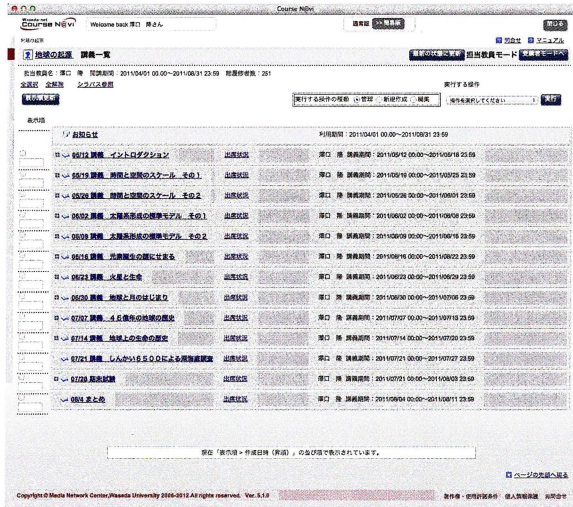 Course N@vi
Waseda-net
Course N@vi Welcome back 澤口 隆さん 適常版 >>簡易版 閉じる
地球の起源 問合せ マニュアル
地球の起源 講義一覧 最新の状態に更新 担当教員モード 受講者モードへ
担当教員名：澤口 隆 開講期間：2011/04/01 00:00〜2011/08/31 23:59 総履修者数：251
全選択 全解除 シラバス参照 実行する操作
表示順更新 実行する操作の種類 管理 新規作成 編集 操作を選択してください 実行
表示順
お知らせ 利用期間：2011/04/01 00:00〜2011/08/31 23:59
05/12 講義 イントロダクション 出席状況 澤口 隆 講義期間：2011/05/12 00:00〜2011/05/18 23:59
05/19 講義 時間と空間のスケール その1 出席状況 澤口 隆 講義期間：2011/05/19 00:00〜2011/05/25 23:59
05/26 講義 時間と空間のスケール その2 出席状況 澤口 隆 講義期間：2011/05/26 00:00〜2011/06/01 23:59
06/02 講義 太陽系形成の標準モデル その1 出席状況 澤口 隆 講義期間：2011/06/02 00:00〜2011/06/08 23:59
06/09 講義 太陽系形成の標準モデル その2 出席状況 澤口 隆 講義期間：2011/06/09 00:00〜2011/06/15 23:59
06/16 講義 元素誕生の謎にせまる 出席状況 澤口 隆 講義期間：2011/06/16 00:00〜2011/06/22 23:59
06/23 講義 火星と生命 出席状況 澤口 隆 講義期間：2011/06/23 00:00〜2011/06/29 23:59
06/30 講義 地球と月のはじまり 出席状況 澤口 隆 講義期間：2011/06/30 00:00〜2011/07/06 23:59
07/07 講義 46億年の地球の歴史 出席状況 澤口 隆 講義期間：2011/07/07 00:00〜2011/07/13 23:59
07/14 講義 地球上の生命の歴史 出席状況 澤口 隆 講義期間：2011/07/14 00:00〜2011/07/20 23:59
07/21 講義 しんかい6500による深海底調査 出席状況 澤口 隆 講義期間：2011/07/21 00:00〜2011/07/27 23:59
07/28 期末試験 出席状況 澤口 隆 講義期間：2011/07/21 00:00〜2011/08/03 23:59
08/4 まとめ 出席状況 澤口 隆 講義期間：2011/08/04 00:00〜2011/08/11 23:59
現在「表示順 > 作成日時（昇順）」の並び順で表示されています。
ページの先頭へ戻る
Copyright © Media Network Center,Waseda University 2006-2012 All rights reserved. Ver. 5.1.0 著作権・使用許諾条件 個人情報保護 お問合せ